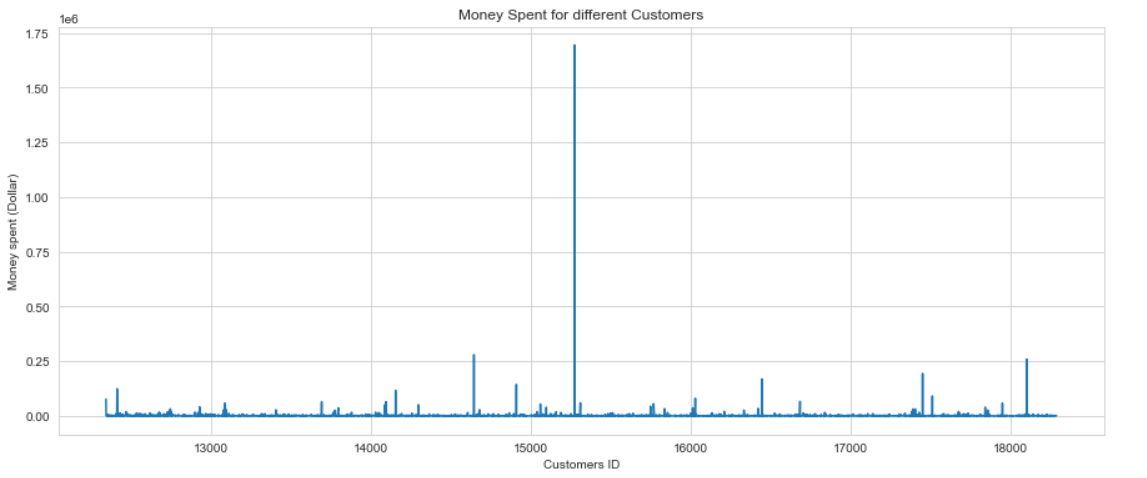 Money Spent for different Customers
1e6
1.75
1.50
1.25
1.00
0.75
0.50
0.25
0.00
Money spent (Dollar)
13000 14000 15000 16000 17000 18000
Customers ID